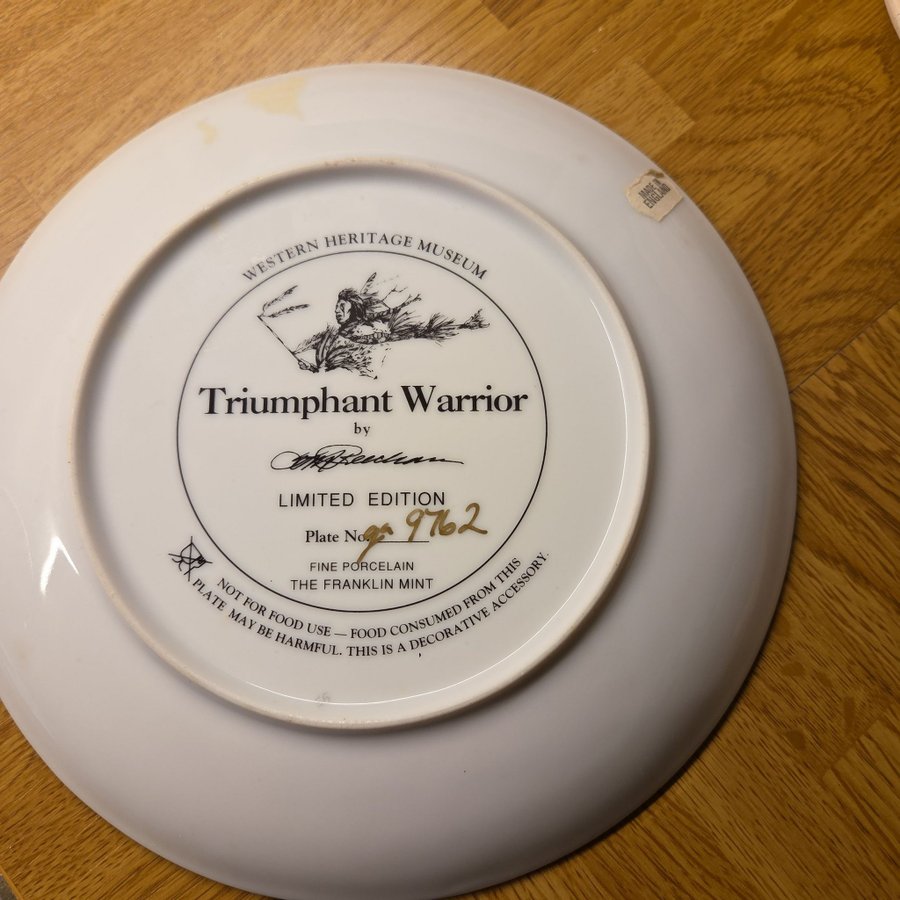 MADE IN
ENGLAND
WESTERN HERITAGE MUSEUM
Triumphant Warrior
by
LIMITED EDITION
Plate No. 9762
FINE PORCELAIN
THE FRANKLIN MINT
NOT FOR FOOD USE — FOOD CONSUMED FROM THIS
PLATE MAY BE HARMFUL. THIS IS A DECORATIVE ACCESSORY.